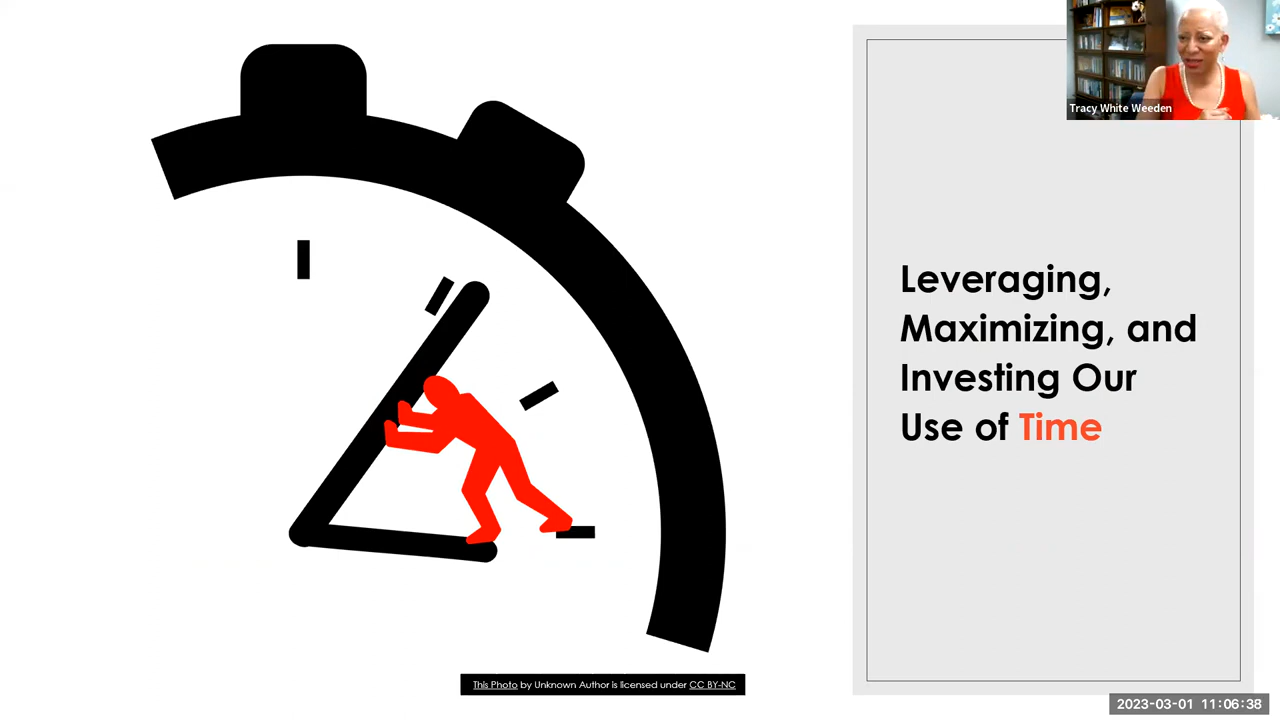 Tracy White Weeden
Leveraging,
Maximizing, and
Investing Our
Use of Time
This Photo by Unknown Author is licensed under CC BY-NC
2023-03-01 11:06:38